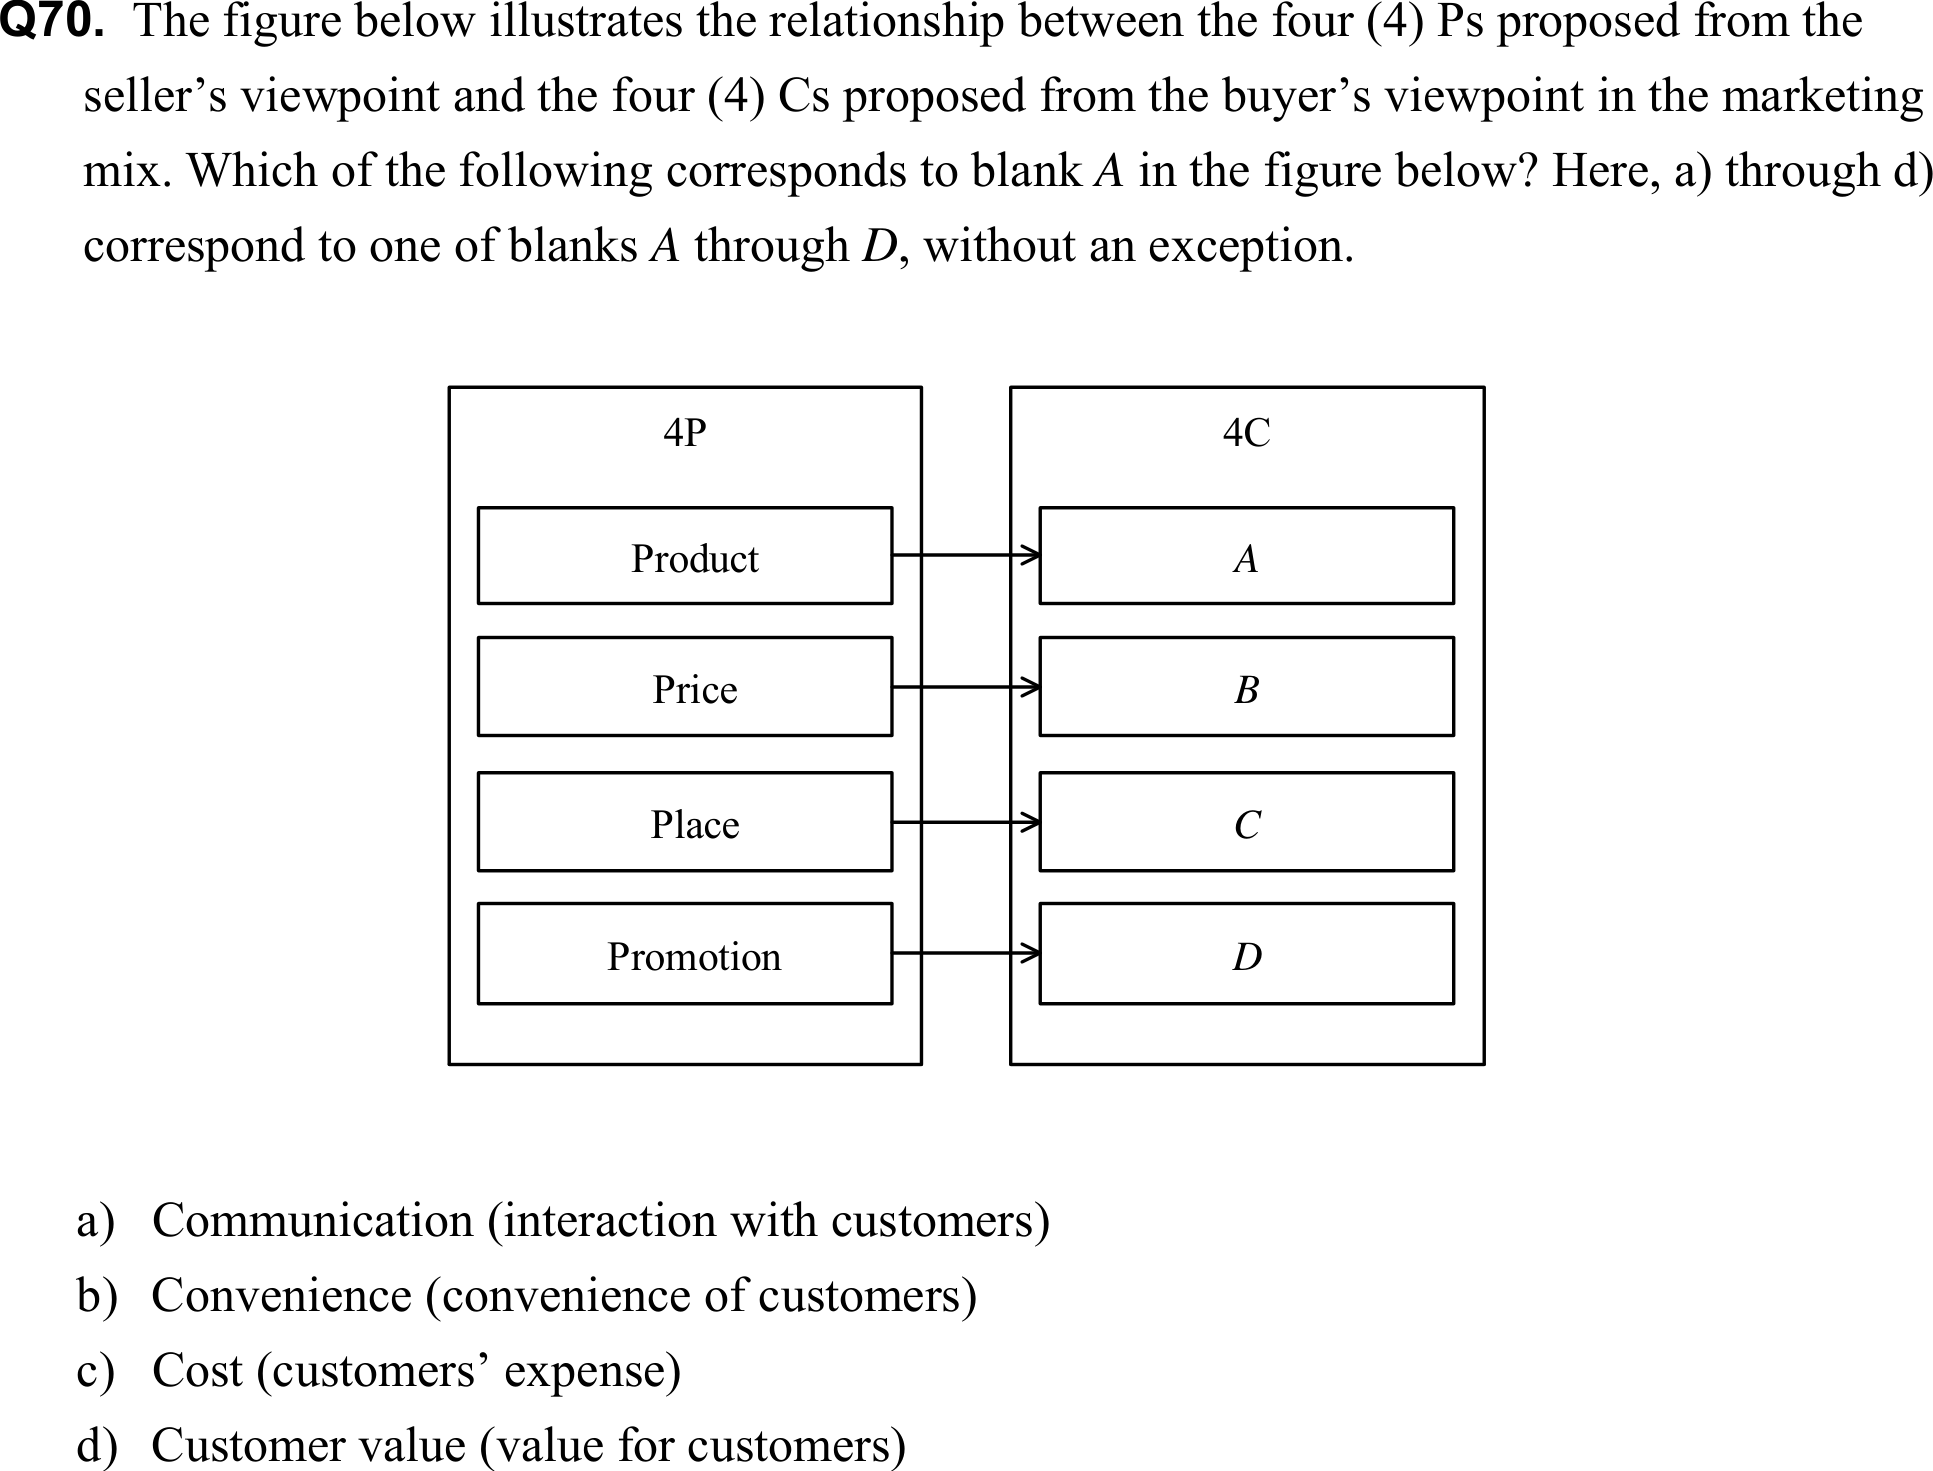 Q70. The figure below illustrates the relationship between the four (4) Ps proposed from the
seller’s viewpoint and the four (4) Cs proposed from the buyer’s viewpoint in the marketing
mix. Which of the following corresponds to blank A in the figure below? Here, a) through d)
correspond to one of blanks A through D, without an exception.
4P
4C
Product
A
Price
B
Place
C
Promotion
D
a) Communication (interaction with customers)
b) Convenience (convenience of customers)
c) Cost (customers’ expense)
d) Customer value (value for customers)